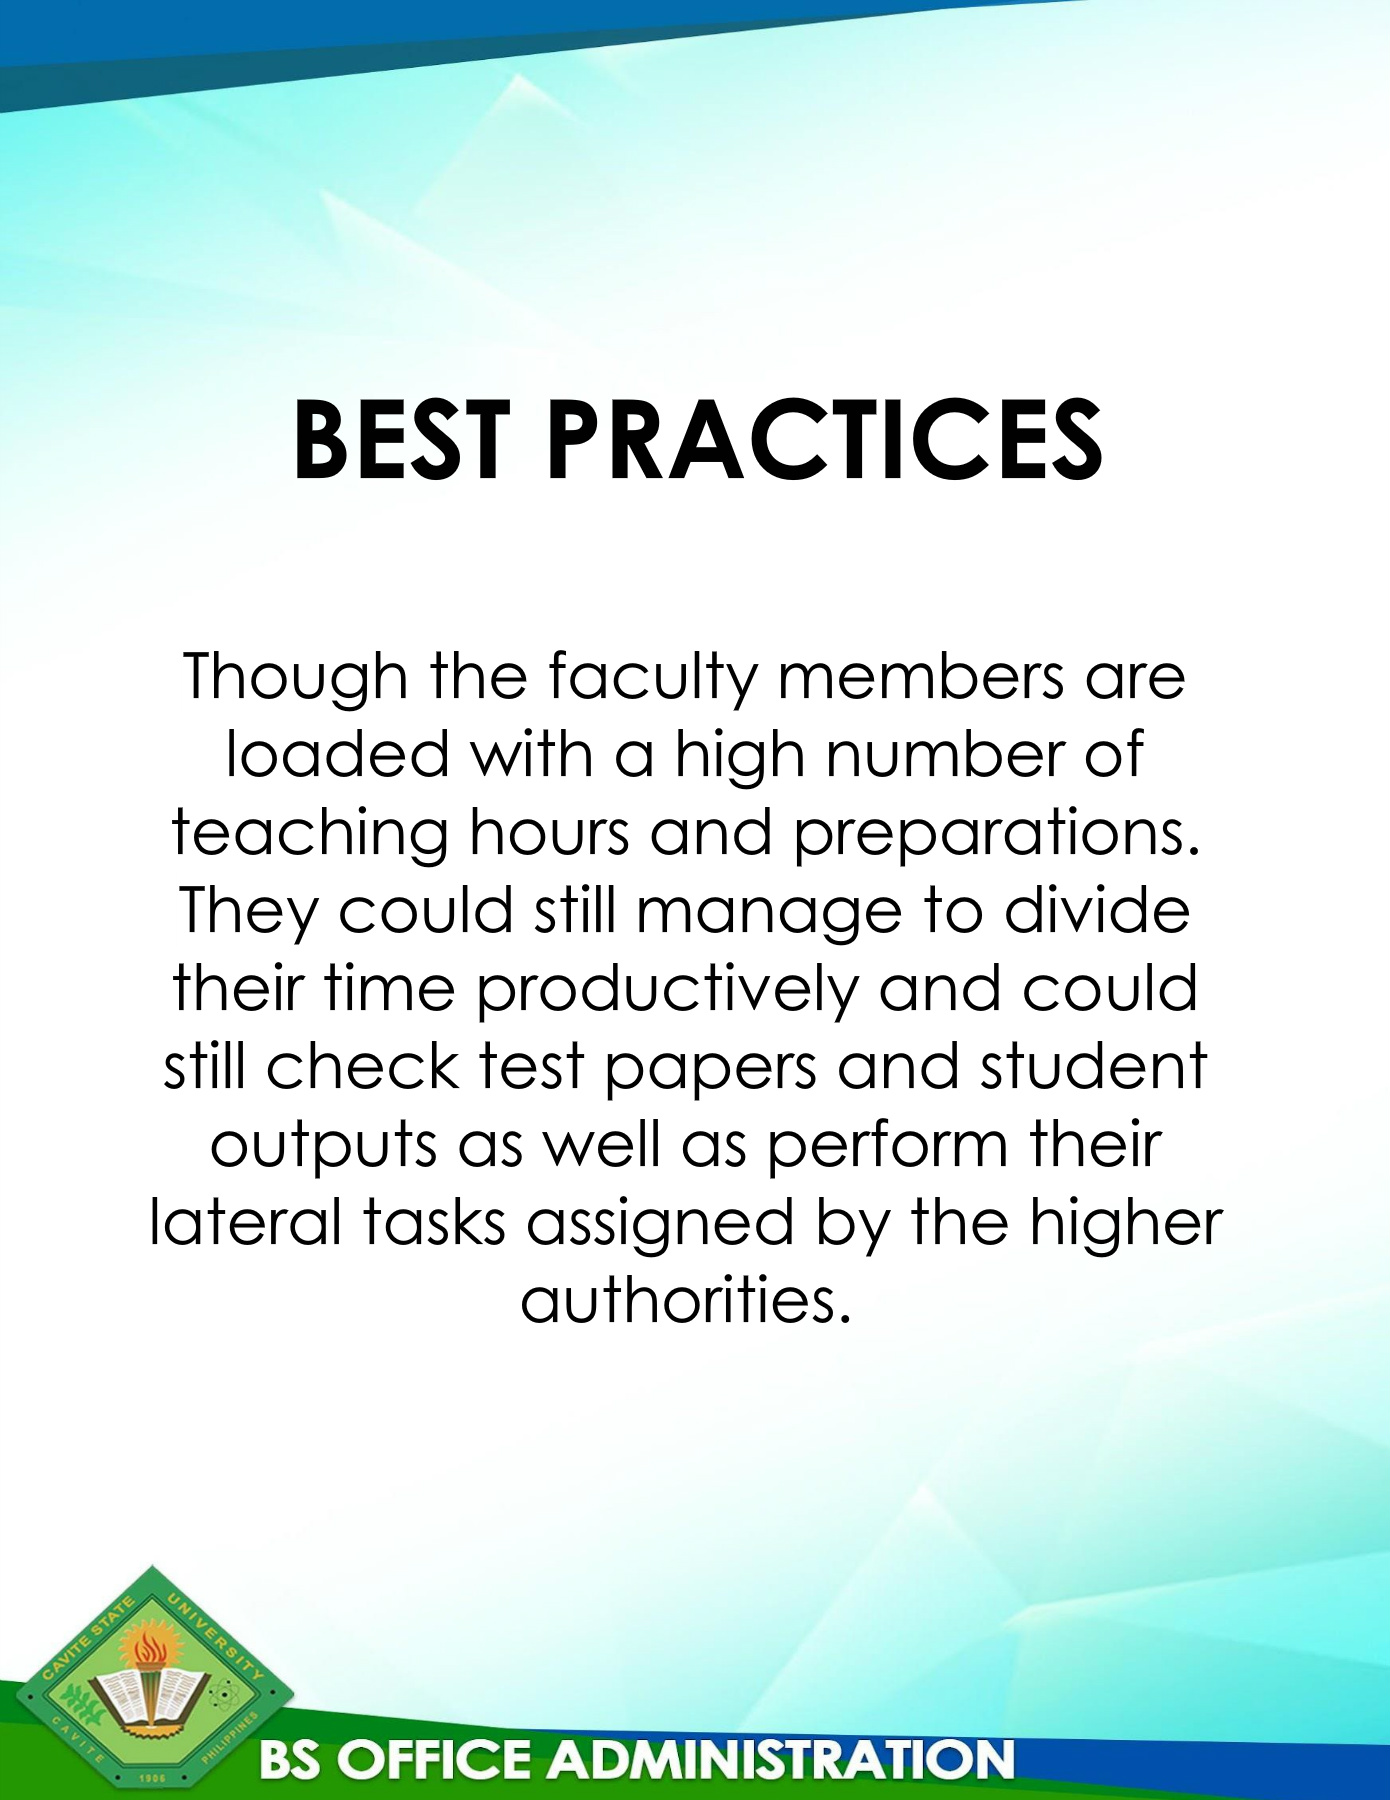 BEST PRACTICES
Though the faculty members are
loaded with a high number of
teaching hours and preparations.
They could still manage to divide
their time productively and could
still check test papers and student
outputs as well as perform their
lateral tasks assigned by the higher
authorities.
CAVITE STATE UNIVERSITY
CAVITE PHILIPPINES
1906
BS OFFICE ADMINISTRATION